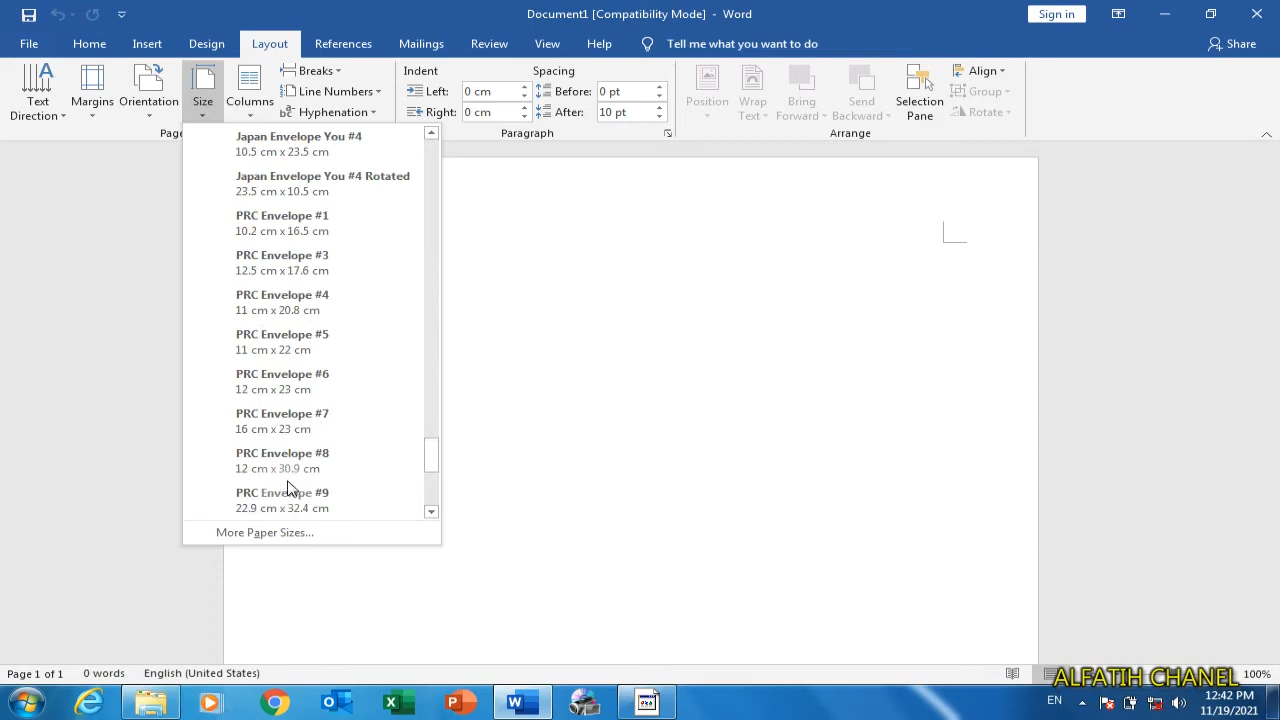 Document1 [Compatibility Mode] - Word
Sign in
File Home Insert Design Layout References Mailings Review View Help Tell me what you want to do Share
Text Direction
Margins
Orientation
Size
Columns
Breaks
Line Numbers
bc Hyphenation
Indent
Left: 0 cm
Right: 0 cm
Spacing
Before: 0 pt
After: 10 pt
Position
Wrap Text
Bring Forward
Send Backward
Selection Pane
Align
Group
Rotate
Paragraph
Arrange
Japan Envelope You #4
10.5 cm x 23.5 cm
Japan Envelope You #4 Rotated
23.5 cm x 10.5 cm
PRC Envelope #1
10.2 cm x 16.5 cm
PRC Envelope #3
12.5 cm x 17.6 cm
PRC Envelope #4
11 cm x 20.8 cm
PRC Envelope #5
11 cm x 22 cm
PRC Envelope #6
12 cm x 23 cm
PRC Envelope #7
16 cm x 23 cm
PRC Envelope #8
12 cm x 30.9 cm
PRC Envelope #9
22.9 cm x 32.4 cm
More Paper Sizes...
Page 1 of 1 0 words English (United States)
100%
ALFATIH CHANEL
EN
12:42 PM
11/19/2021